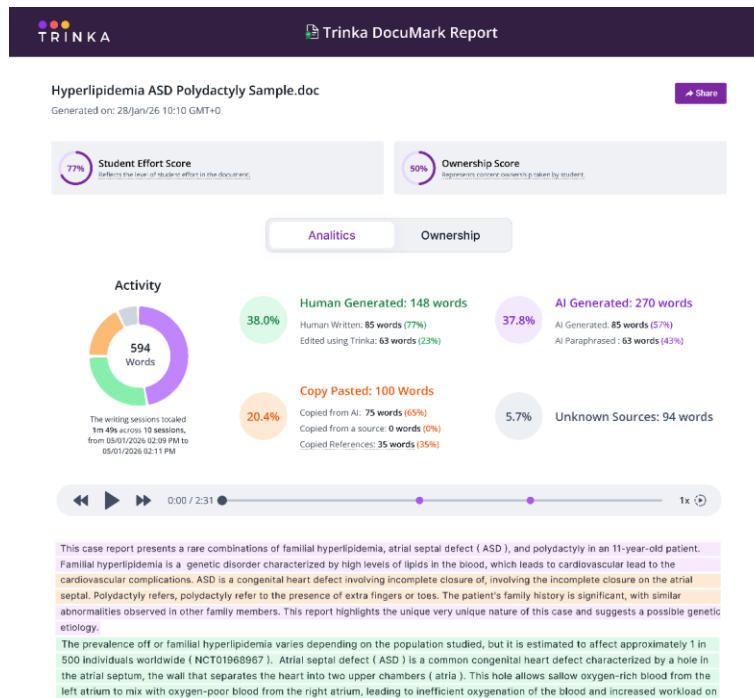 TRINKA
Trinka DocuMark Report
Hyperlipidemia ASD Polydactyly Sample.doc
Share
Generated on: 28/Jan/26 10:10 GMT+0
77%
Student Effort Score
Reflects the level of student effort in the document.
50%
Ownership Score
Represents content ownership taken by student.
Analitics
Ownership
Activity
594
Words
The writing sessions totaled
1m 49s across 10 sessions,
from 05/01/2026 02:09 PM to
05/01/2026 02:11 PM
38.0%
Human Generated: 148 words
Human Written: 85 words (77%)
Edited using Trinka: 63 words (23%)
37.8%
AI Generated: 270 words
AI Generated: 85 words (57%)
AI Paraphrased : 63 words (43%)
20.4%
Copy Pasted: 100 Words
Copied from AI: 75 words (65%)
Copied from a source: 0 words (0%)
Copied References: 35 words (35%)
5.7%
Unknown Sources: 94 words
0:00 / 2:31
1x
This case report presents a rare combinations of familial hyperlipidemia, atrial septal defect ( ASD ), and polydactyly in an 11-year-old patient.
Familial hyperlipidemia is a genetic disorder characterized by high levels of lipids in the blood, which leads to cardiovascular lead to the
cardiovascular complications. ASD is a congenital heart defect involving incomplete closure of, involving the incomplete closure on the atrial
septal. Polydactyly refers, polydactyly refer to the presence of extra fingers or toes. The patient's family history is significant, with similar
abnormalities observed in other family members. This report highlights the unique very unique nature of this case and suggests a possible genetic
etiology.
The prevalence off or familial hyperlipidemia varies depending on the population studied, but it is estimated to affect approximately 1 in
500 individuals worldwide ( NCT01968967 ). Atrial septal defect ( ASD ) is a common congenital heart defect characterized by a hole in
the atrial septum, the wall that separates the heart into two upper chambers ( atria ). This hole allows sallow oxygen-rich blood from the
left atrium to mix with oxygen-poor blood from the right atrium, leading to inefficient oxygenation of the blood and increased workload on